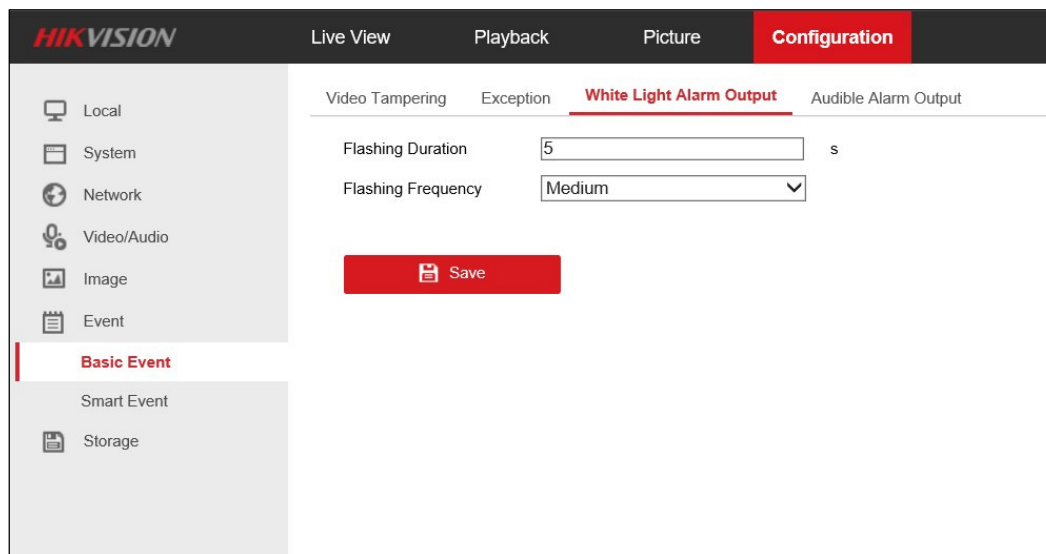 HIKVISION Live View Playback Picture Configuration
Local
System
Network
Video/Audio
Image
Event
Basic Event
Smart Event
Storage
Video Tampering Exception White Light Alarm Output Audible Alarm Output
Flashing Duration 5 s
Flashing Frequency Medium
Save